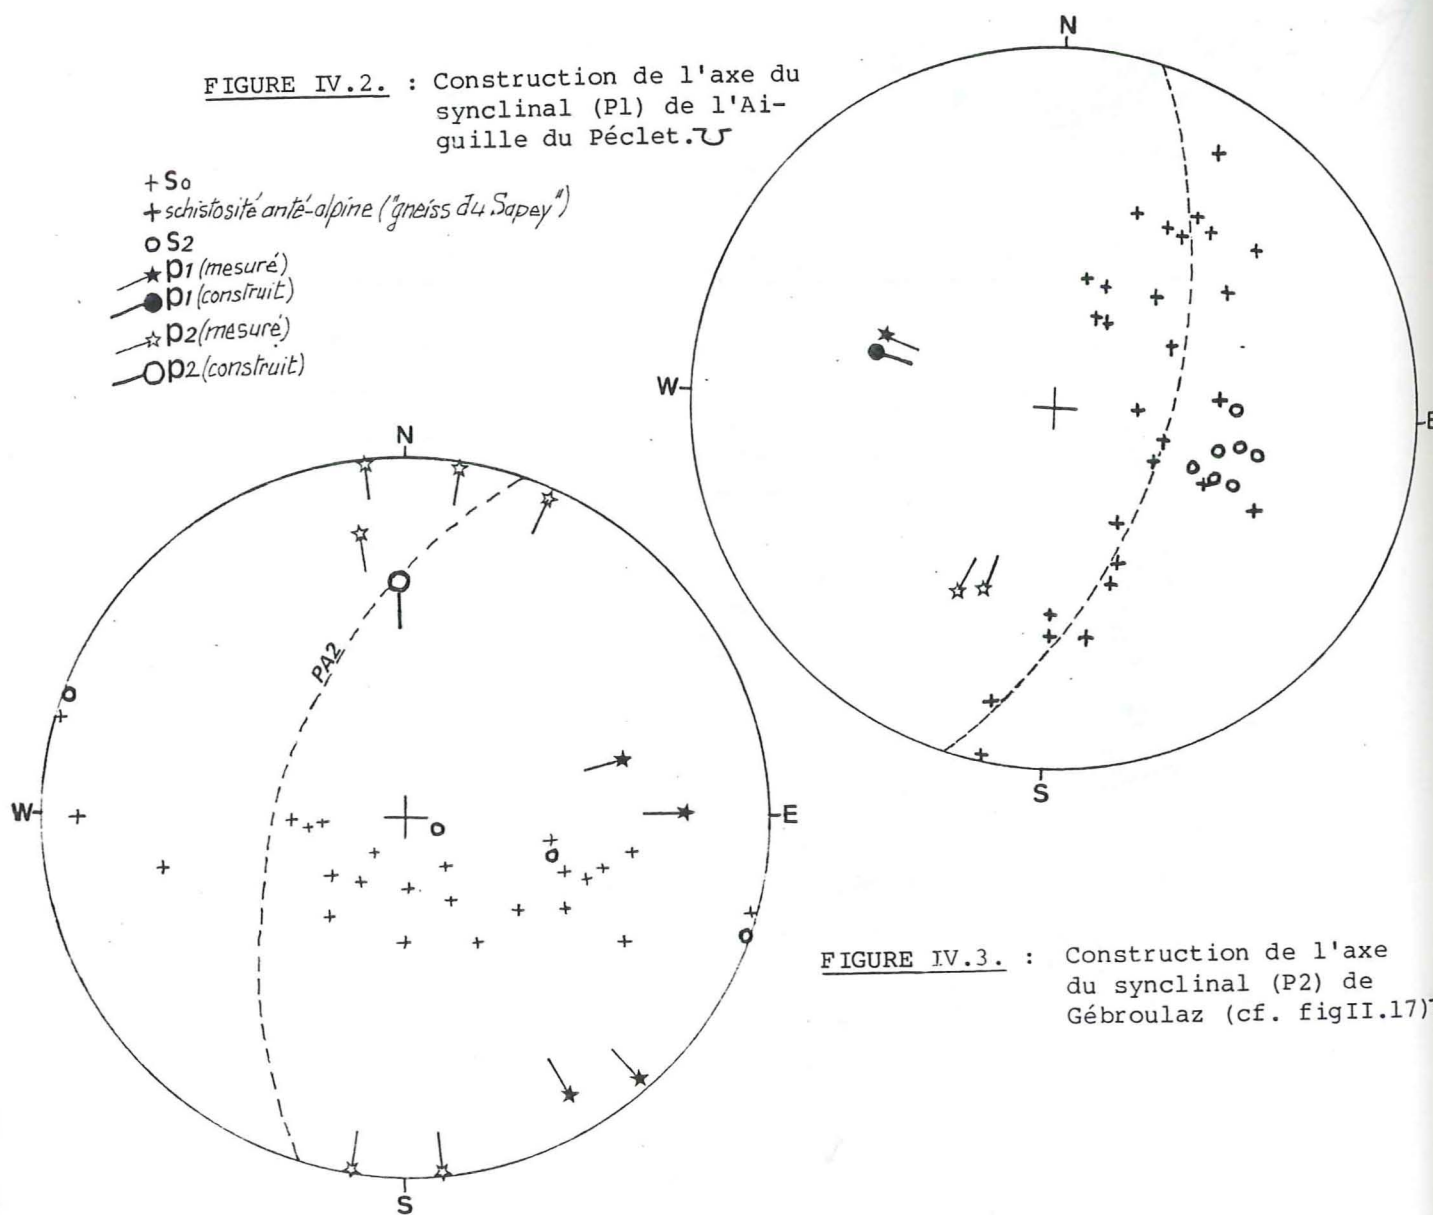 FIGURE IV.2. : Construction de l'axe du
synclinal (P1) de l'Ai-
guille du Péclet.
+ S0
+ schistosité anté-alpine ("gneiss du Sapey")
S2
p1 (mesuré)
p1 (construit)
p2 (mesuré)
p2 (construit)
N
W
E
S
N
W
E
S
PA2
FIGURE IV.3. : Construction de l'axe
du synclinal (P2) de
Gébroulaz (cf. figII.17)